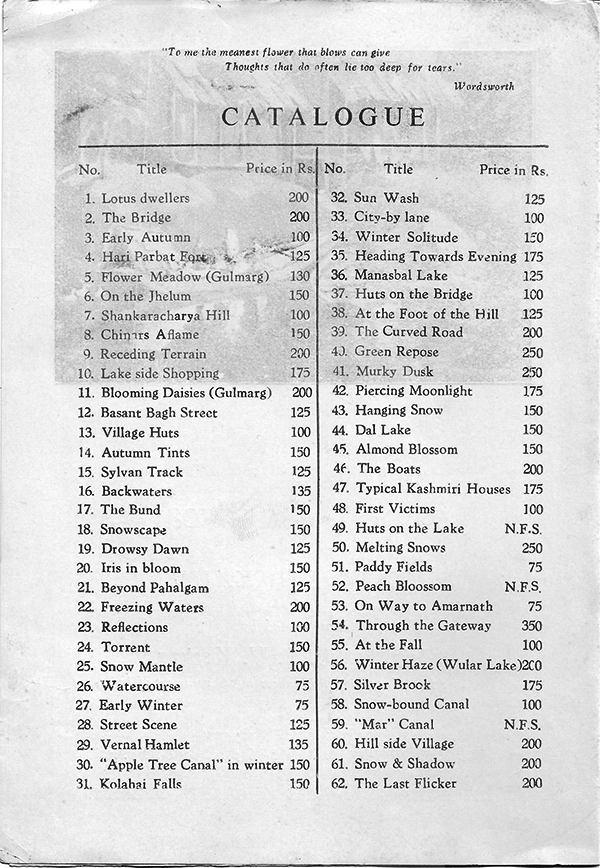 "To me the meanest flower that blows can give
Thoughts that do often lie too deep for tears."
Wordsworth
CATALOGUE
No. Title Price in Rs.
1. Lotus dwellers 200
2. The Bridge 200
3. Early Autumn 100
4. Hari Parbat Fort 125
5. Flower Meadow (Gulmarg) 130
6. On the Jhelum 150
7. Shankaracharya Hill 100
8. Chinars Aflame 150
9. Receding Terrain 200
10. Lake side Shopping 175
11. Blooming Daisies (Gulmarg) 200
12. Basant Bagh Street 125
13. Village Huts 100
14. Autumn Tints 150
15. Sylvan Track 125
16. Backwaters 135
17. The Bund 150
18. Snowscape 150
19. Drowsy Dawn 125
20. Iris in bloom 150
21. Beyond Pahalgam 125
22. Freezing Waters 200
23. Reflections 100
24. Torrent 150
25. Snow Mantle 100
26. Watercourse 75
27. Early Winter 75
28. Street Scene 125
29. Vernal Hamlet 135
30. "Apple Tree Canal" in winter 150
31. Kolahai Falls 150
No. Title Price in Rs.
32. Sun Wash 125
33. City-by lane 100
34. Winter Solitude 150
35. Heading Towards Evening 175
36. Manasbal Lake 125
37. Huts on the Bridge 100
38. At the Foot of the Hill 125
39. The Curved Road 200
40. Green Repose 250
41. Murky Dusk 250
42. Piercing Moonlight 175
43. Hanging Snow 150
44. Dal Lake 150
45. Almond Blossom 150
46. The Boats 200
47. Typical Kashmiri Houses 175
48. First Victims 100
49. Huts on the Lake N.F.S.
50. Melting Snows 250
51. Paddy Fields 75
52. Peach Bloossom N.F.S.
53. On Way to Amarnath 75
54. Through the Gateway 350
55. At the Fall 100
56. Winter Haze (Wular Lake) 200
57. Silver Brook 175
58. Snow-bound Canal 100
59. "Mar" Canal N.F.S.
60. Hill side Village 200
61. Snow & Shadow 200
62. The Last Flicker 200